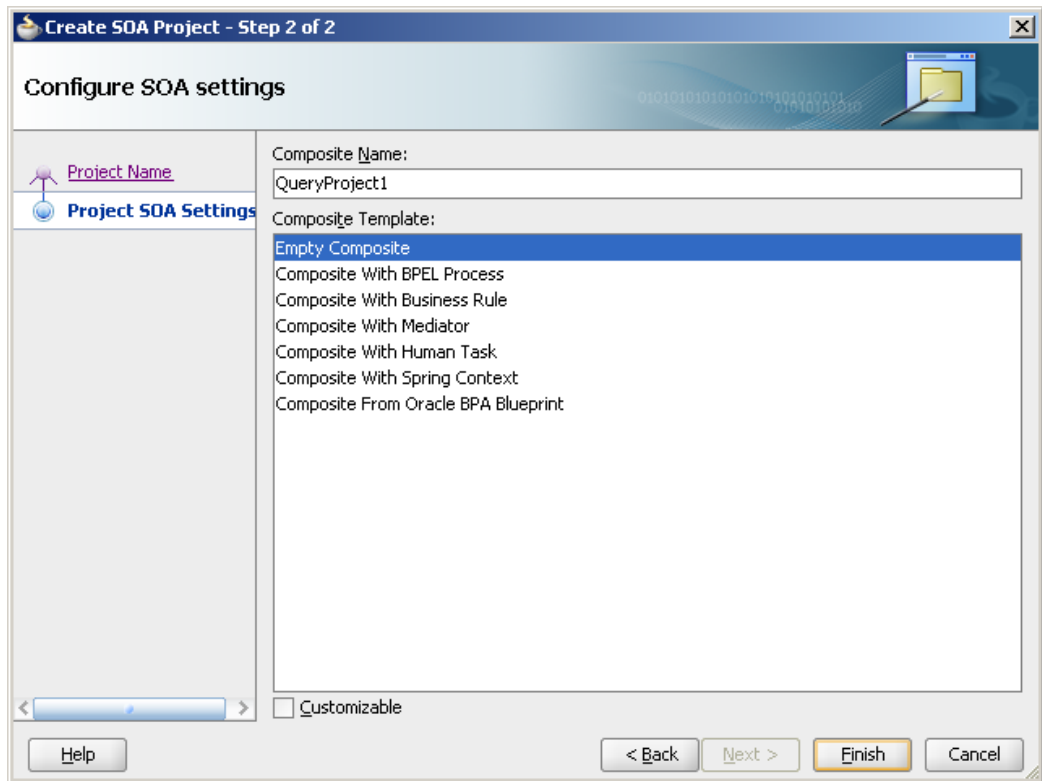 Create SOA Project - Step 2 of 2
Configure SOA settings
0101010101010101010101010101
01010101010
Project Name
Project SOA Settings
Composite Name:
QueryProject1
Composite Template:
Empty Composite
Composite With BPEL Process
Composite With Business Rule
Composite With Mediator
Composite With Human Task
Composite With Spring Context
Composite From Oracle BPA Blueprint
Customizable
Help
< Back
Next >
Finish
Cancel